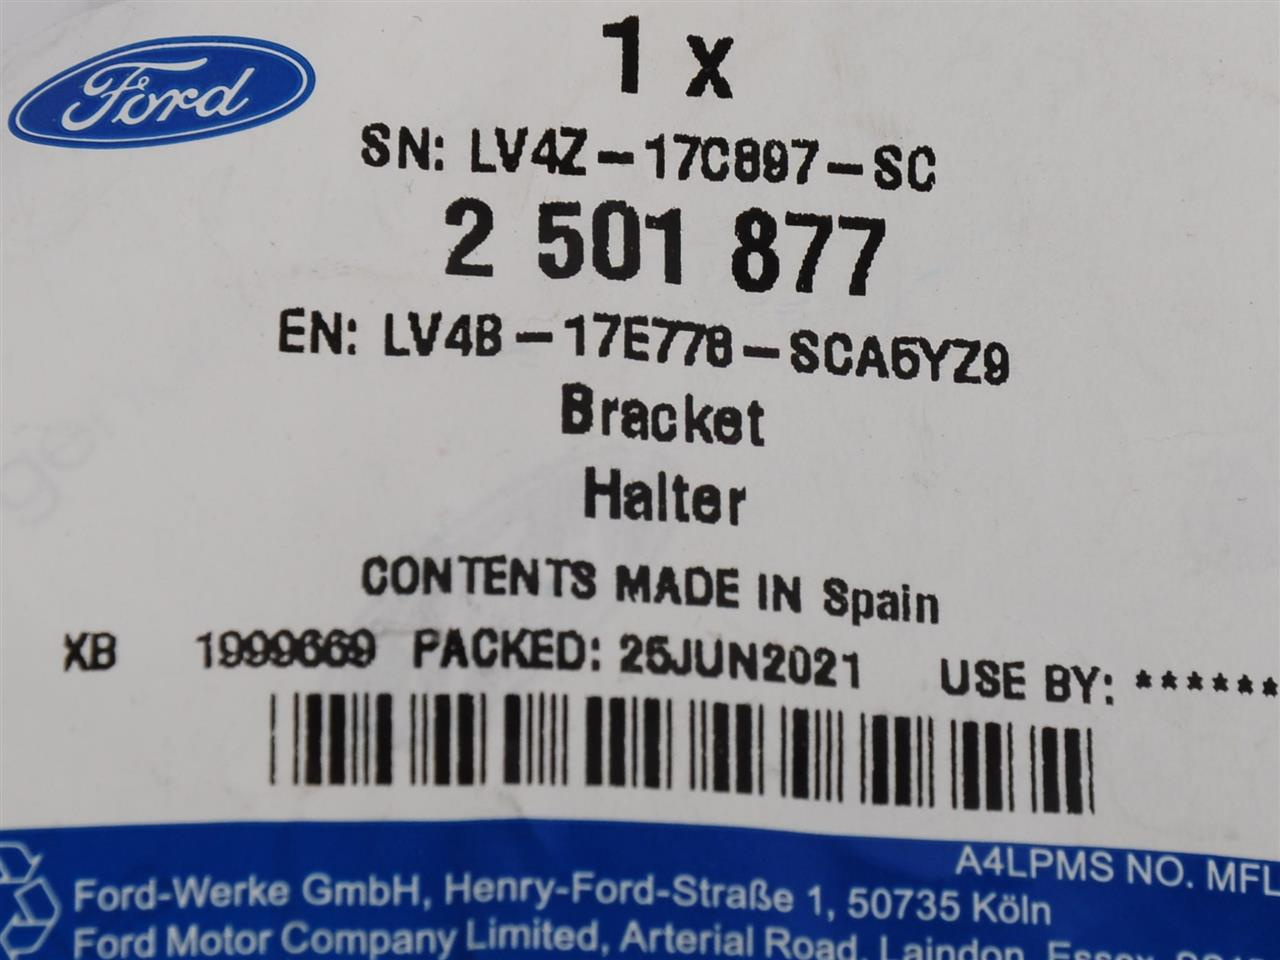 Ford
1 x
SN: LV4Z-17C897-SC
2 501 877
EN: LV4B-17E778-SCA5YZ9
Bracket
Halter
CONTENTS MADE IN Spain
XB 1999669 PACKED: 25JUN2021 USE BY: ******
A4LPMS NO. MFL
Ford-Werke GmbH, Henry-Ford-Straße 1, 50735 Köln
Ford Motor Company Limited, Arterial Road, Laindon, Essex